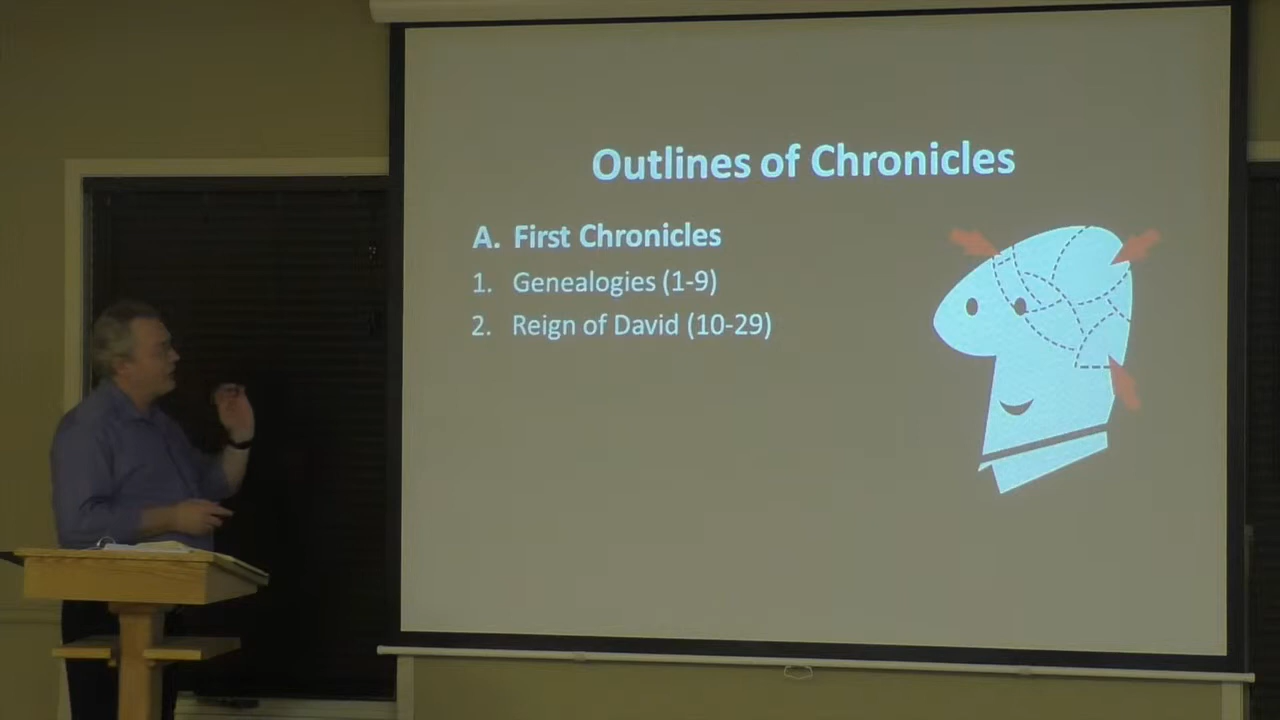 Outlines of Chronicles
A. First Chronicles
1. Genealogies (1-9)
2. Reign of David (10-29)